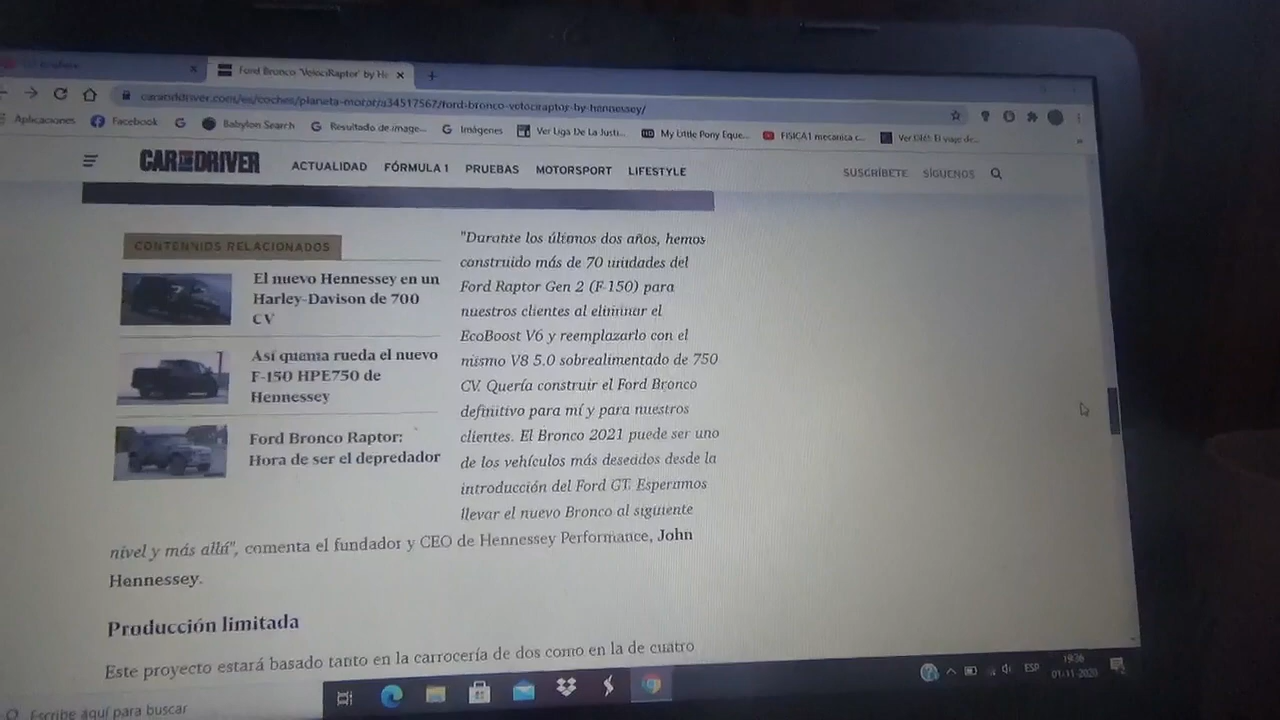 Ford Bronco 'VelociRaptor' by He
caranddriver.com/es/coches/planeta-motor/a34517567/ford-bronco-velociraptor-by-hennessey/
Aplicaciones Facebook Babylon Search Resultado de image... Imágenes Ver Liga De La Justi... My Little Pony Eque... FISICA1 mecanica c...
CAR AND DRIVER ACTUALIDAD FÓRMULA 1 PRUEBAS MOTORSPORT LIFESTYLE SUSCRÍBETE SÍGUENOS
CONTENIDOS RELACIONADOS
El nuevo Hennessey en un
Harley-Davison de 700
CV
Así quema rueda el nuevo
F-150 HPE750 de
Hennessey
Ford Bronco Raptor:
Hora de ser el depredador
"Durante los últimos dos años, hemos
construido más de 70 unidades del
Ford Raptor Gen 2 (F-150) para
nuestros clientes al eliminar el
EcoBoost V6 y reemplazarlo con el
mismo V8 5.0 sobrealimentado de 750
CV. Quería construir el Ford Bronco
definitivo para mí y para nuestros
clientes. El Bronco 2021 puede ser uno
de los vehículos más deseados desde la
introducción del Ford GT. Esperamos
llevar el nuevo Bronco al siguiente
nivel y más allá", comenta el fundador y CEO de Hennessey Performance, John
Hennessey.
Producción limitada
Este proyecto estará basado tanto en la carrocería de dos como en la de cuatro
Escribe aquí para buscar
ESP
19:36
01-11-2020